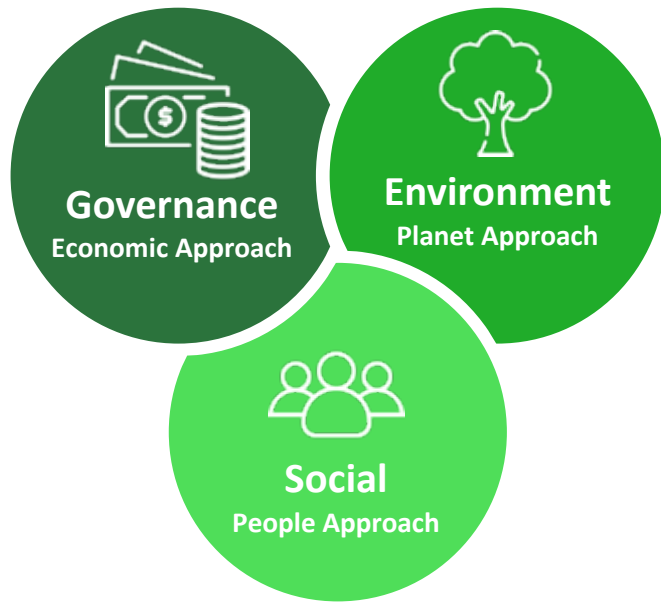 $
Governance
Economic Approach
Environment
Planet Approach
Social
People Approach